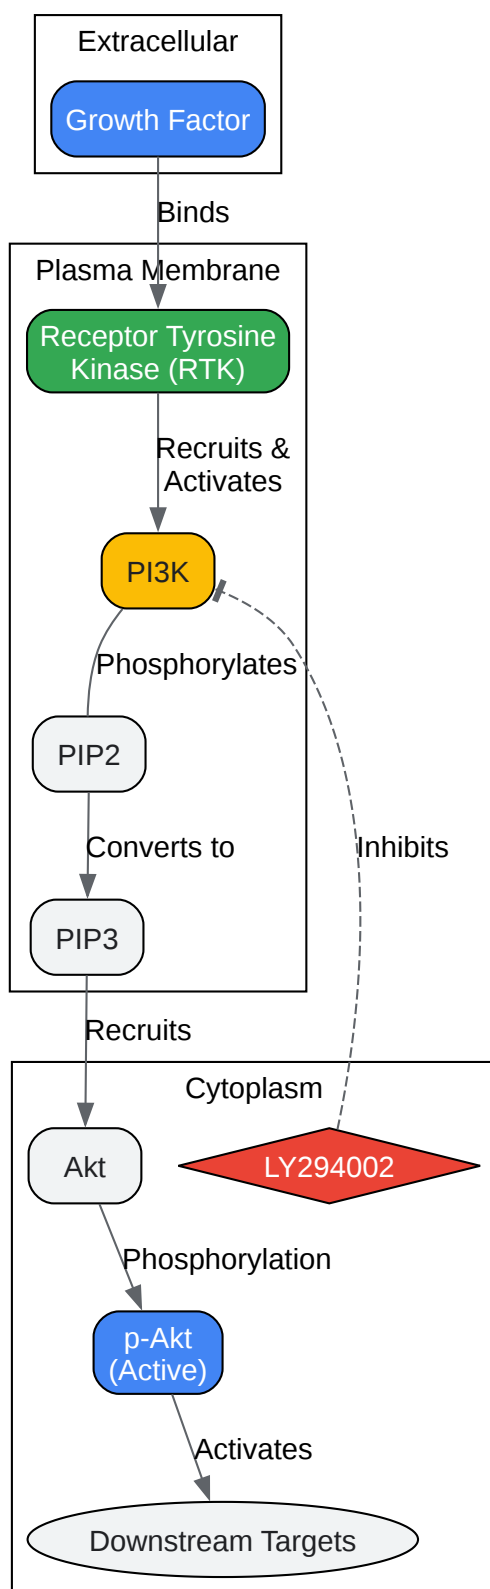 Extracellular
Growth Factor
Binds
Plasma Membrane
Receptor Tyrosine
Kinase (RTK)
Recruits &
Activates
PI3K
Phosphorylates
PIP2
Converts to
Inhibits
PIP3
Recruits
Cytoplasm
Akt
LY294002
Phosphorylation
p-Akt
(Active)
Activates
Downstream Targets